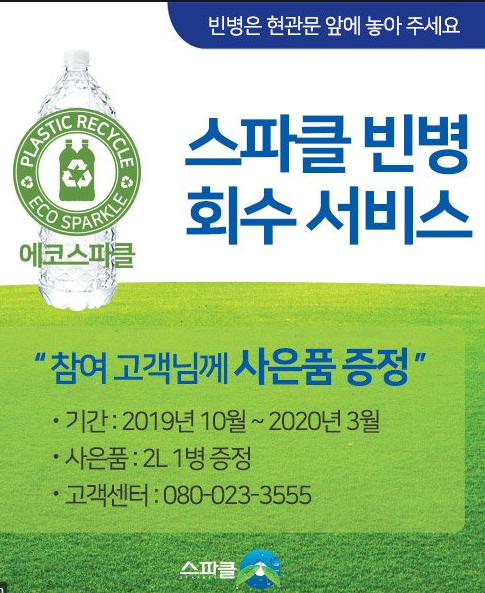 빈병은 현관문 앞에 놓아 주세요
스파클 빈병
회수 서비스
PLASTIC RECYCLE
ECO SPARKLE
에코스파클
“참여 고객님께 사은품 증정”
· 기간 : 2019년 10월 ~ 2020년 3월
· 사은품 : 2L 1병 증정
· 고객센터 : 080-023-3555
스파클